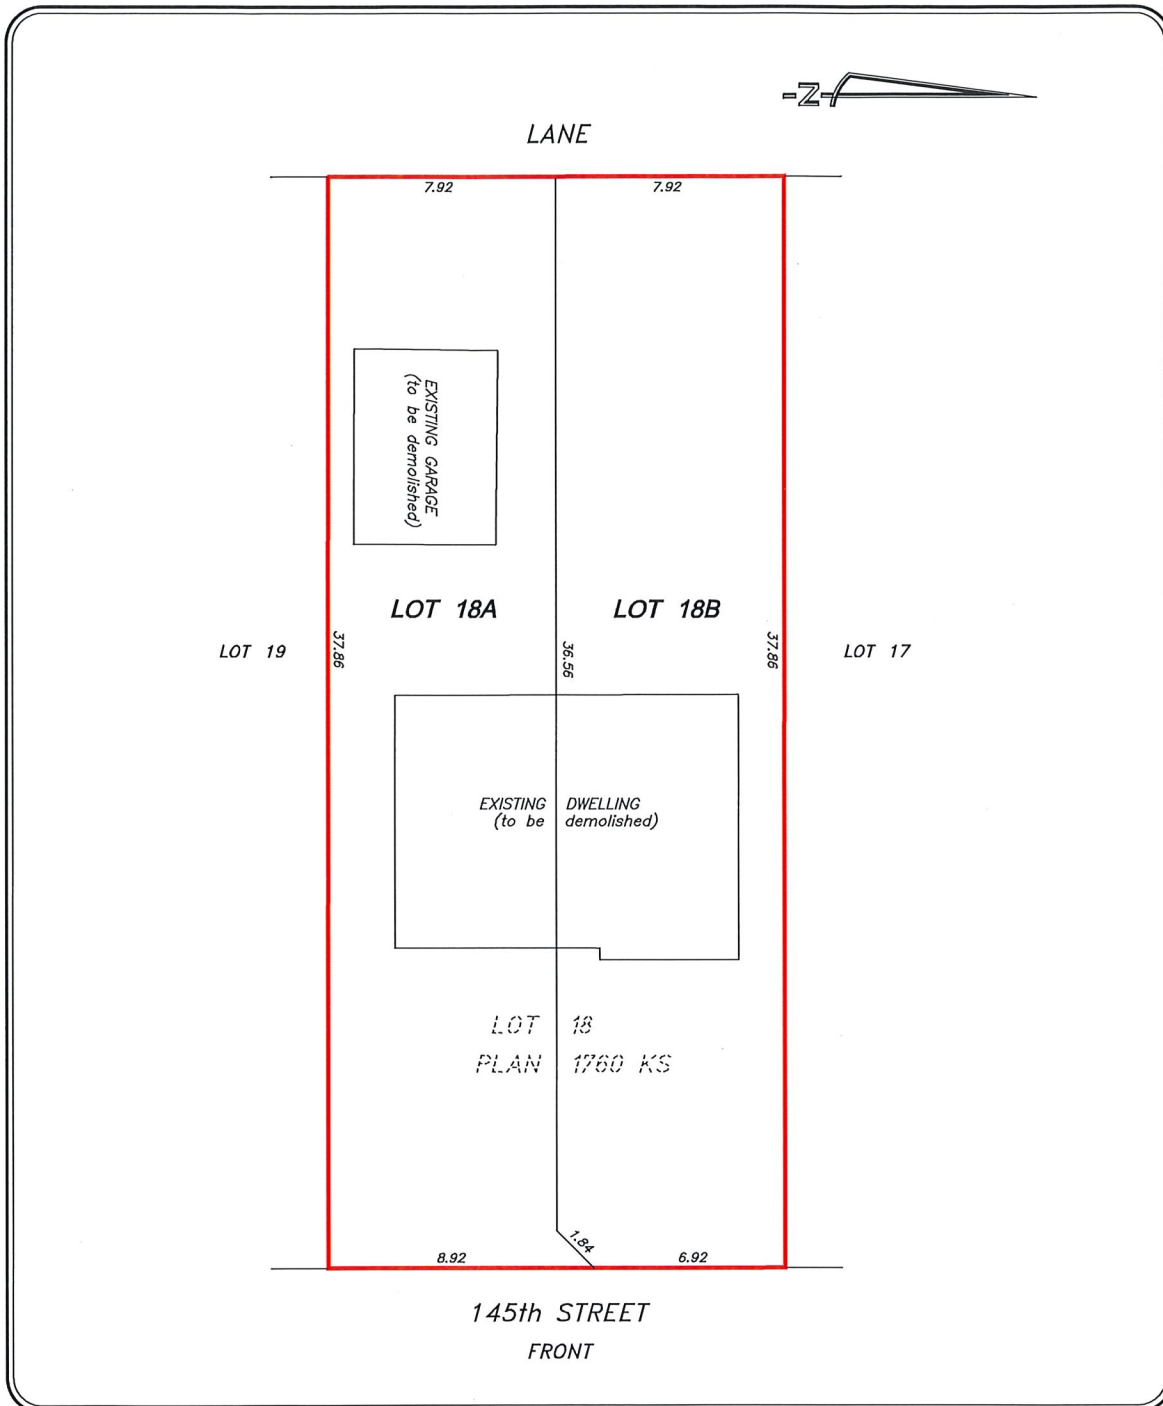 -N-
LANE
7.92
7.92
EXISTING GARAGE
(to be demolished)
LOT 18A
LOT 18B
LOT 19
37.86
36.56
37.86
LOT 17
EXISTING DWELLING
(to be demolished)
LOT 18
PLAN 1760 KS
1.84
8.92
6.92
145th STREET
FRONT